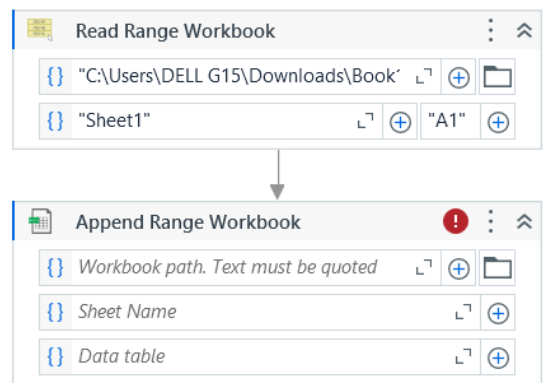 Read Range Workbook
"C:\Users\DELL G15\Downloads\Book1
"Sheet1" "A1"
Append Range Workbook
Workbook path. Text must be quoted
Sheet Name
Data table